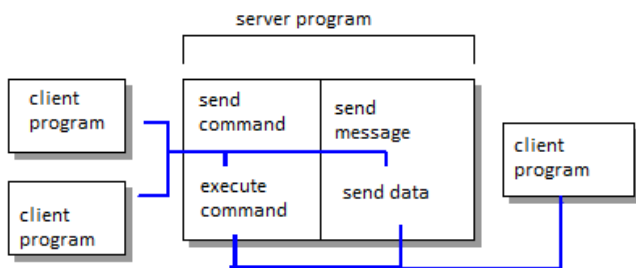 server program
client
program
send
command
send
message
client
program
execute
command
send data
client
program